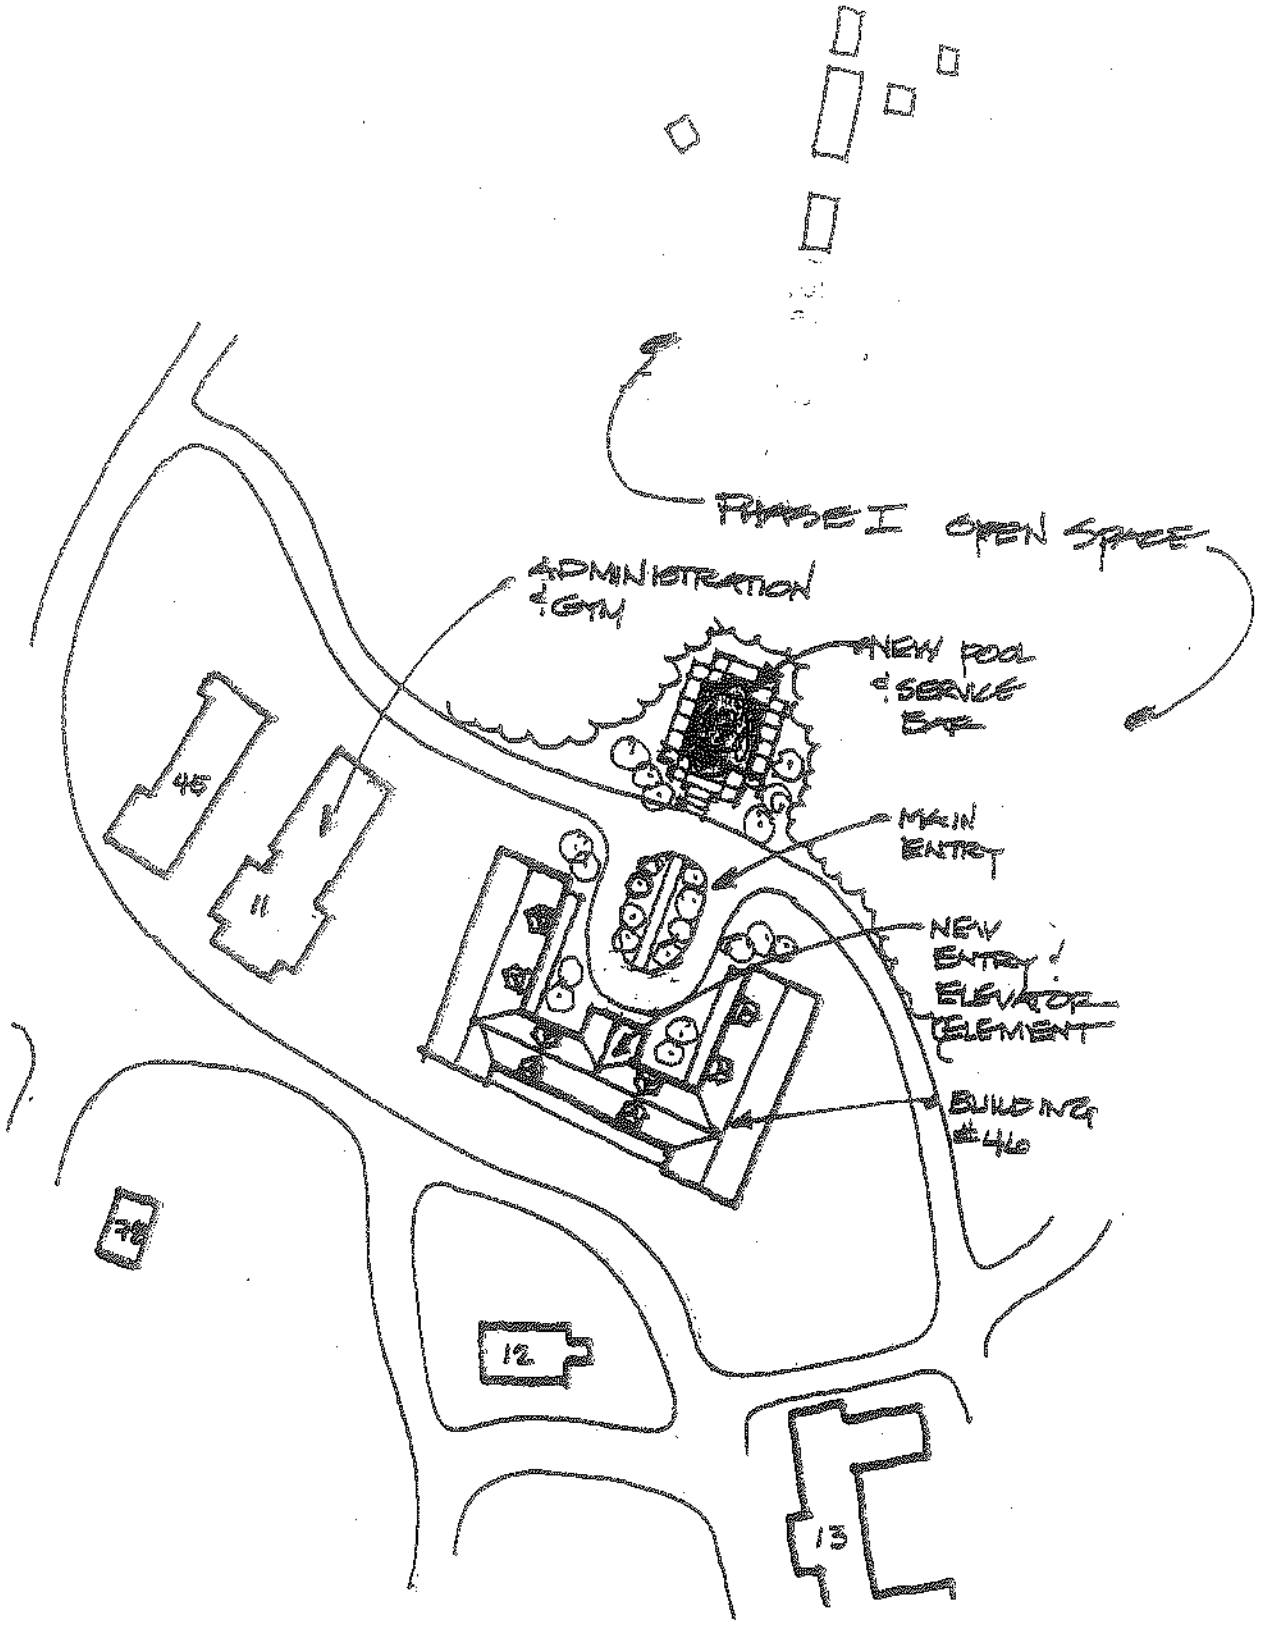 PHASE I OPEN SPACE
ADMINISTRATION
& GYM
NEW POOL
& SERVICE
BAR
MAIN
ENTRY
NEW
ENTRY &
ELEVATOR
ELEMENT
BUILDING
#46
45
11
78
12
13